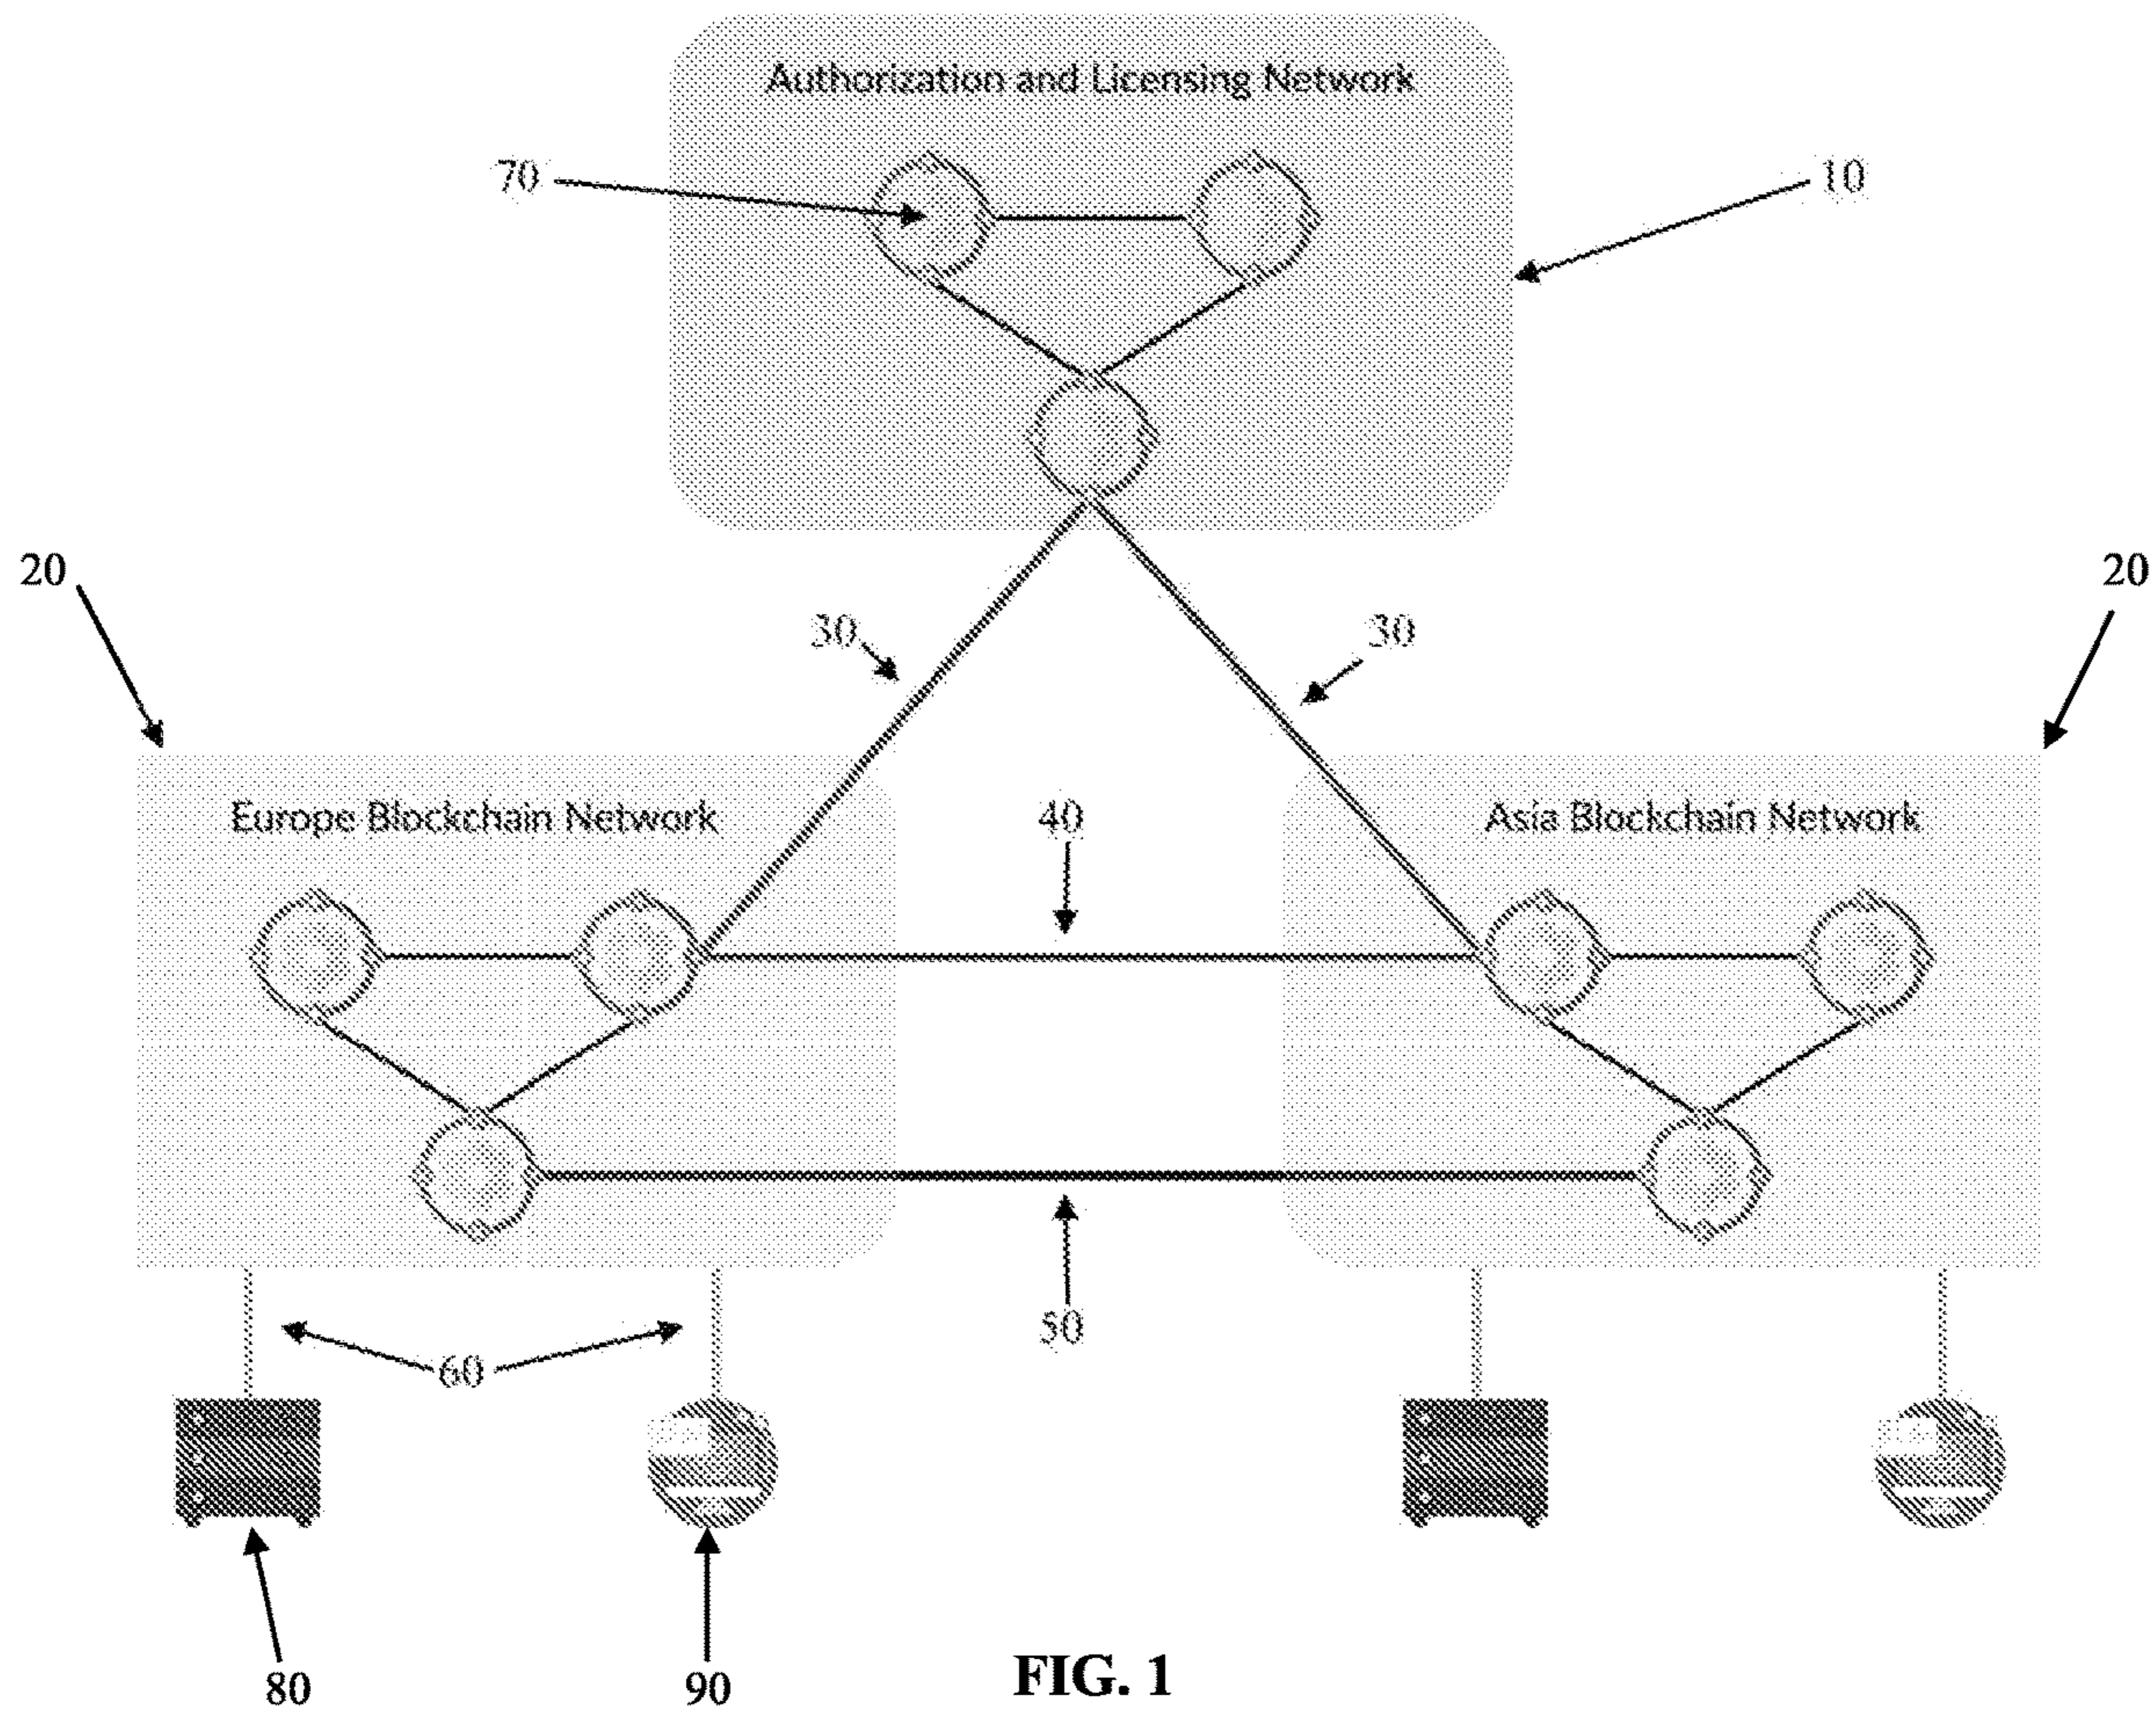 Authorization and Licensing Network
70
10
20
20
30
30
Europe Blockchain Network
40
Asia Blockchain Network
50
60
80
90
FIG. 1